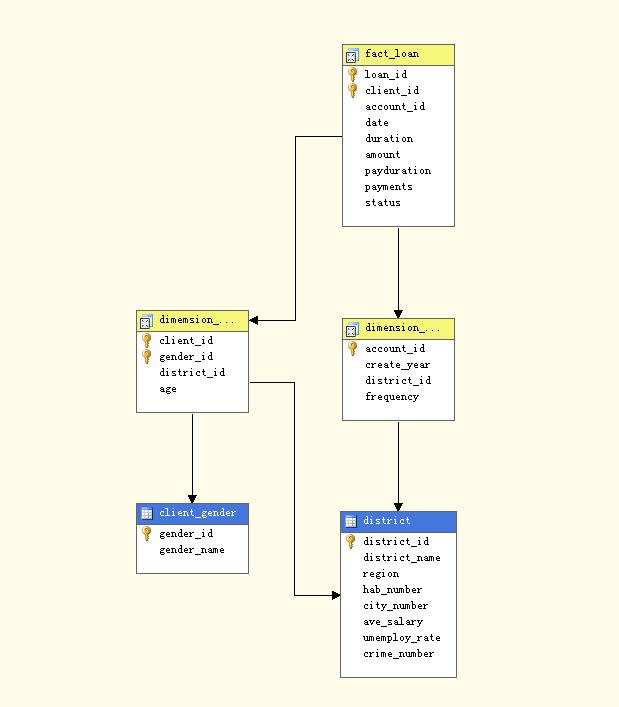 fact_loan
loan_id
client_id
account_id
date
duration
amount
payduration
payments
status
dimemsion_...
client_id
gender_id
district_id
age
dimension_...
account_id
create_year
district_id
frequency
client_gender
gender_id
gender_name
district
district_id
district_name
region
hab_number
city_number
ave_salary
umemploy_rate
crime_number